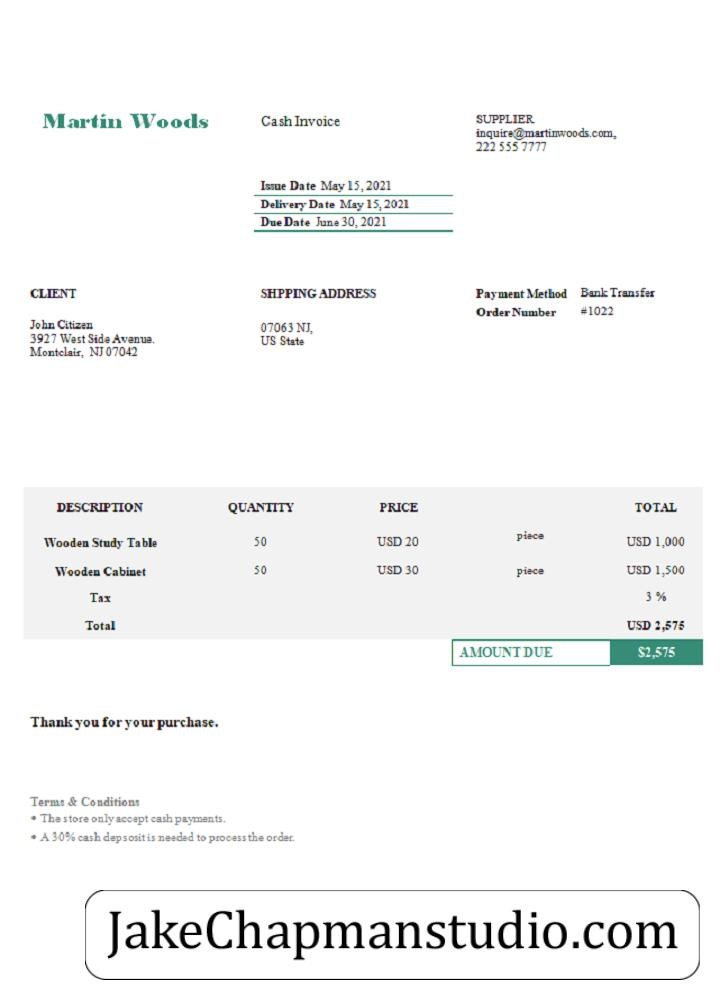 Martin Woods
Cash Invoice
SUPPLIER
inquire@martinwoods.com,
222 555 7777
Issue Date May 15, 2021
Delivery Date May 15, 2021
Due Date June 30, 2021
CLIENT
John Citizen
3927 West Side Avenue.
Montclair, NJ 07042
SHPPING ADDRESS
07063 NJ,
US State
Payment Method Bank Transfer
Order Number #1022
DESCRIPTION QUANTITY PRICE TOTAL
Wooden Study Table 50 USD 20 piece USD 1,000
Wooden Cabinet 50 USD 30 piece USD 1,500
Tax 3 %
Total USD 2,575
AMOUNT DUE $2,575
Thank you for your purchase.
Terms & Conditions
• The store only accept cash payments.
• A 30% cash depsosit is needed to process the order.
JakeChapmanstudio.com